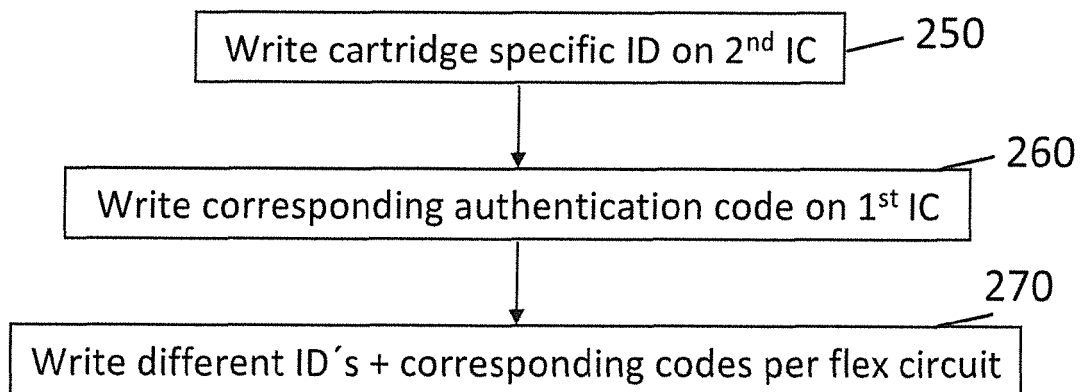 Write cartridge specific ID on 2nd IC
250
Write corresponding authentication code on 1st IC
260
270
Write different ID´s + corresponding codes per flex circuit